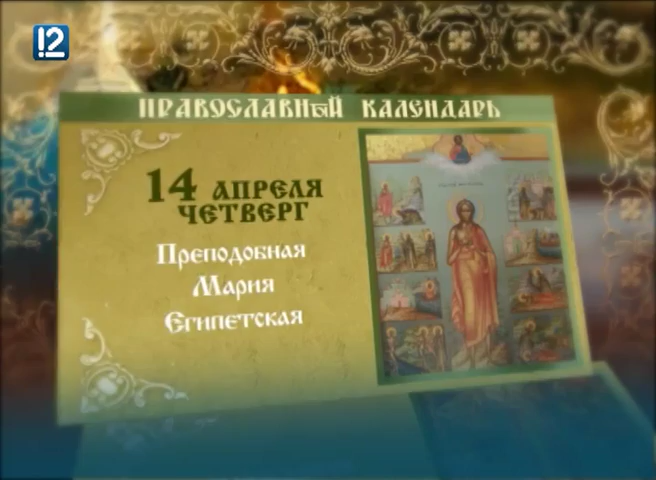 12
ПРАВОСЛАВНЫЙ КАЛЕНДАРЬ
14 АПРЕЛЯ
ЧЕТВЕРГ
Преподобная
Мария
Египетская